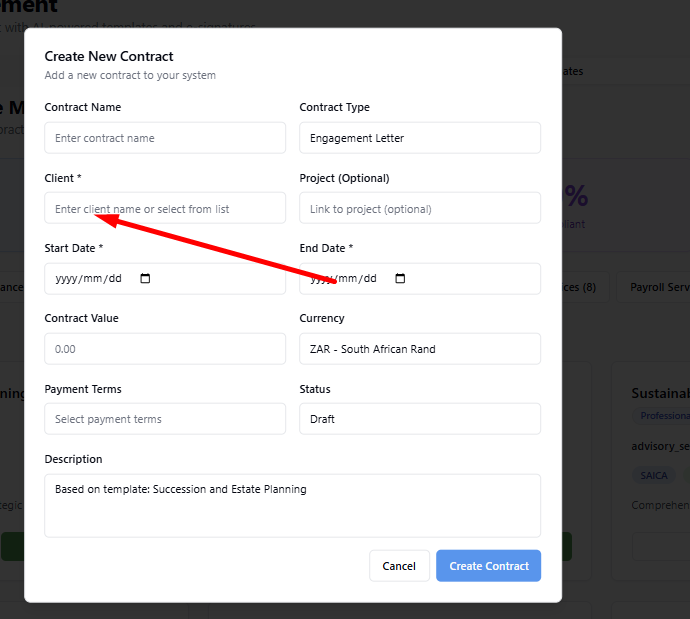 ement
t with AI-powered templates and e-signatures
Create New Contract
Add a new contract to your system
ates
e M
ontract
Contract Name
Contract Type
Enter contract name
Engagement Letter
Client *
Project (Optional)
Enter client name or select from list
Link to project (optional)
%
liant
Start Date *
End Date *
yyyy/mm/dd
yyyy/mm/dd
ance
ces (8)
Payroll Serv
Contract Value
Currency
0.00
ZAR - South African Rand
Payment Terms
Status
Select payment terms
Draft
ning
Sustainab
Professiona
advisory_se
SAICA
Comprehen
tegic
Description
Based on template: Succession and Estate Planning
Cancel
Create Contract